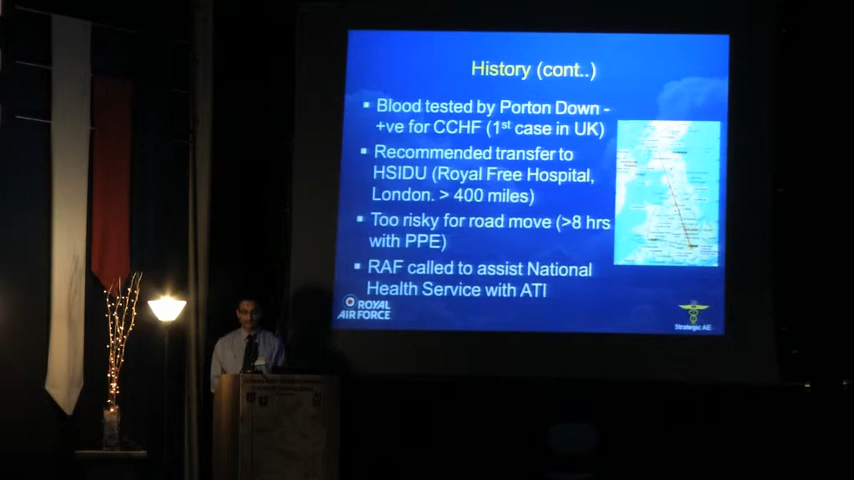 History (cont..)
Blood tested by Porton Down -
+ve for CCHF (1st case in UK)
Recommended transfer to
HSIDU (Royal Free Hospital,
London. > 400 miles)
Too risky for road move (>8 hrs
with PPE)
RAF called to assist National
Health Service with ATI
ROYAL
AIR FORCE
Strategic AE